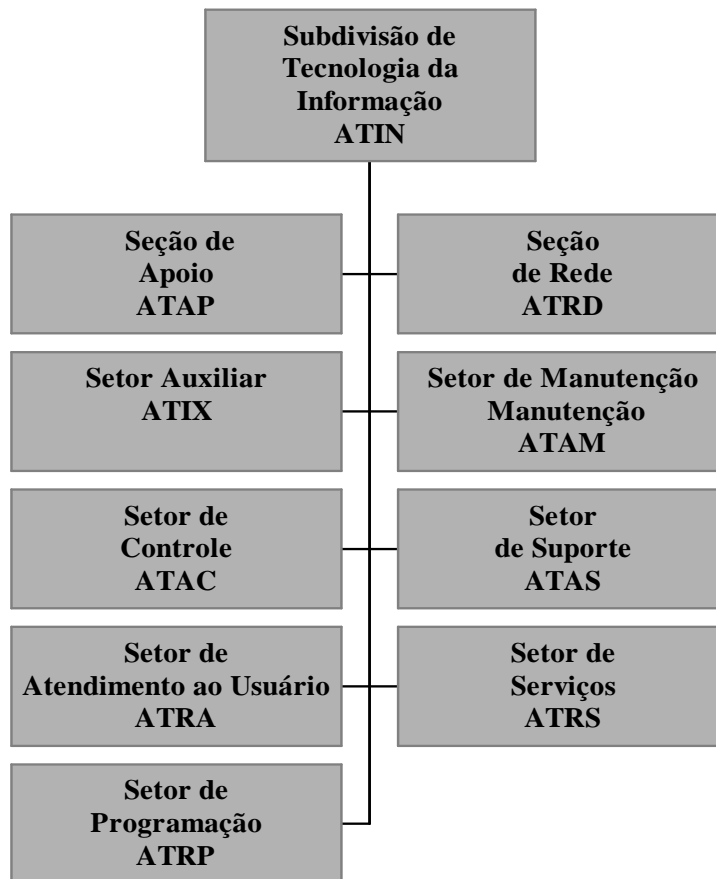 Subdivisão de
Tecnologia da
Informação
ATIN
Seção de
Apoio
ATAP
Seção
de Rede
ATRD
Setor Auxiliar
ATIX
Setor de Manutenção
Manutenção
ATAM
Setor de
Controle
ATAC
Setor
de Suporte
ATAS
Setor de
Atendimento ao Usuário
ATRA
Setor de
Serviços
ATRS
Setor de
Programação
ATRP